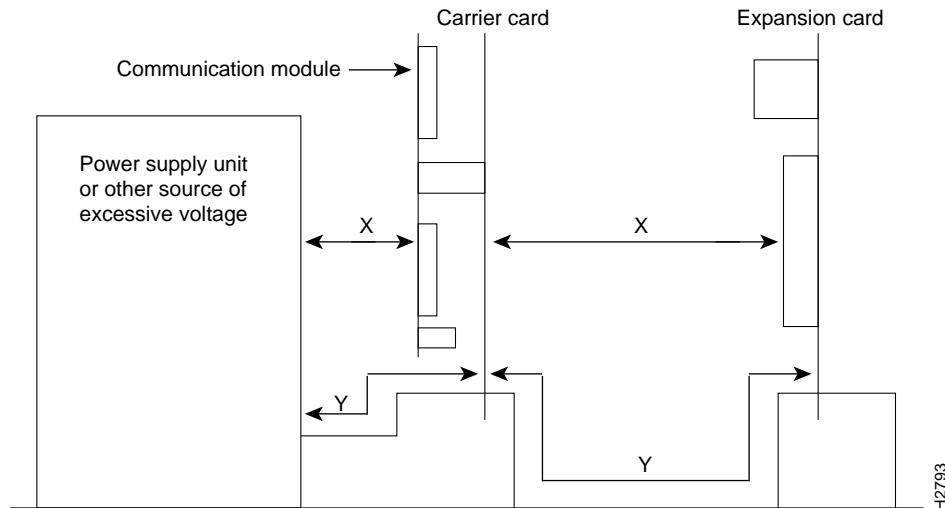 Carrier card
Expansion card
Communication module
Power supply unit
or other source of
excessive voltage
X
X
Y
Y
H2793